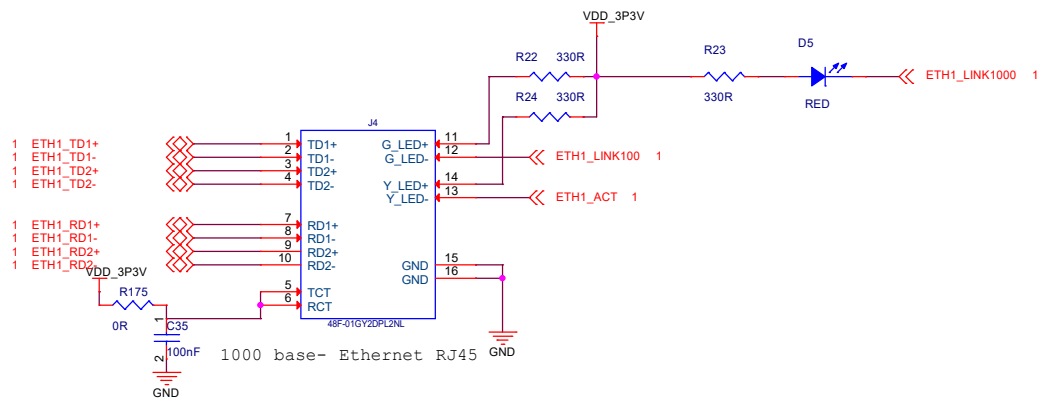 VDD_3P3V
R22 330R
R23
D5
330R
RED
ETH1_LINK1000 1
R24 330R
J4
1 ETH1_TD1+ 1 TD1+ G_LED+ 11
1 ETH1_TD1- 2 TD1- G_LED- 12 ETH1_LINK100 1
1 ETH1_TD2+ 3 TD2+ Y_LED+ 14
1 ETH1_TD2- 4 TD2- Y_LED- 13 ETH1_ACT 1
1 ETH1_RD1+ 7 RD1+
1 ETH1_RD1- 8 RD1-
1 ETH1_RD2+ 9 RD2+ GND 15
1 ETH1_RD2- 10 RD2- GND 16
VDD_3P3V
R175
0R
5 TCT
6 RCT
48F-01GY2DPL2NL
1
C35
100nF
2
GND
1000 base- Ethernet RJ45
GND